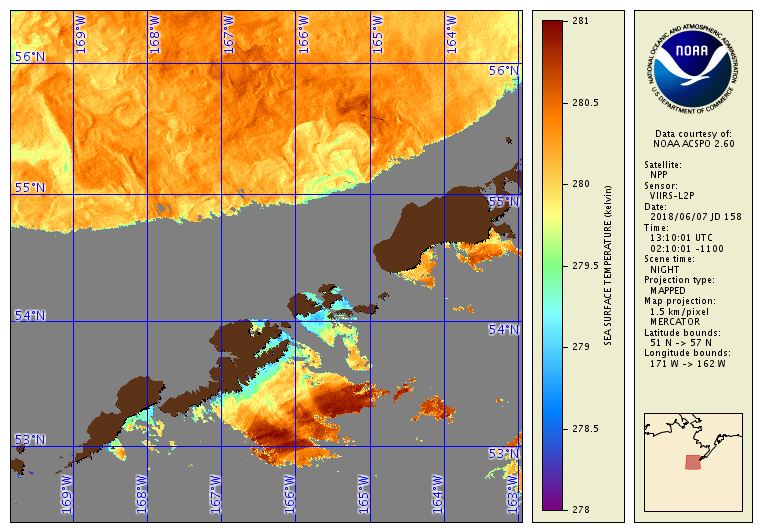 169°W 168°W 167°W 166°W 165°W 164°W
56°N 56°N
55°N 55°N
54°N 54°N
53°N 53°N
169°W 168°W 167°W 166°W 165°W 164°W 163°W
281
280.5
280
279.5
279
278.5
278
SEA SURFACE TEMPERATURE (kelvin)
NATIONAL OCEANIC AND ATMOSPHERIC ADMINISTRATION
NOAA
U.S. DEPARTMENT OF COMMERCE
Data courtesy of:
NOAA ACSPO 2.60
Satellite:
NPP
Sensor:
VIIRS-L2P
Date:
2018/06/07 JD 158
Time:
13:10:01 UTC
02:10:01 -1100
Scene time:
NIGHT
Projection type:
MAPPED
Map projection:
1.5 km/pixel
MERCATOR
Latitude bounds:
51 N -> 57 N
Longitude bounds:
171 W -> 162 W